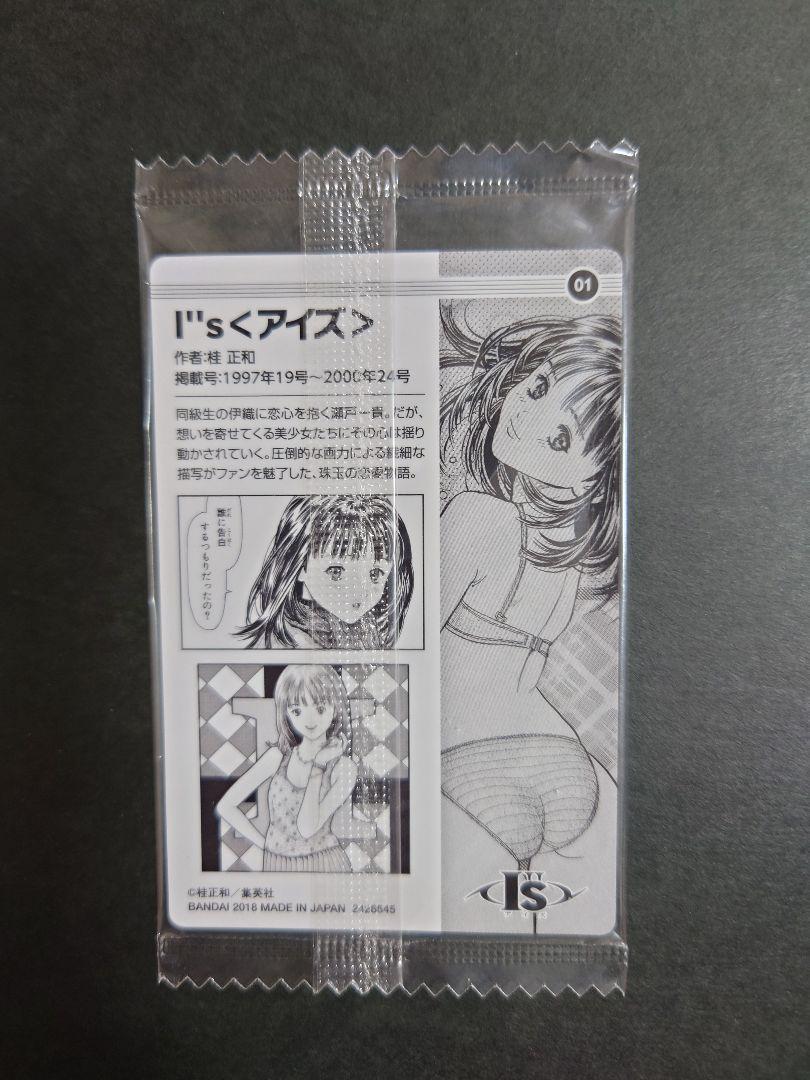 01
I"s<アイズ>
作者:桂 正和
掲載号:1997年19号～2000年24号
同級生の伊織に恋心を抱く瀬戸一貴。だが、
想いを寄せてくる美少女たちにその心は揺り
動かされていく。圧倒的な画力による繊細な
描写がファンを魅了した、珠玉の恋愛物語。
誰に告白
するつもりだったの？
©桂正和／集英社
BANDAI 2018 MADE IN JAPAN 2426545
I"s
アイズ